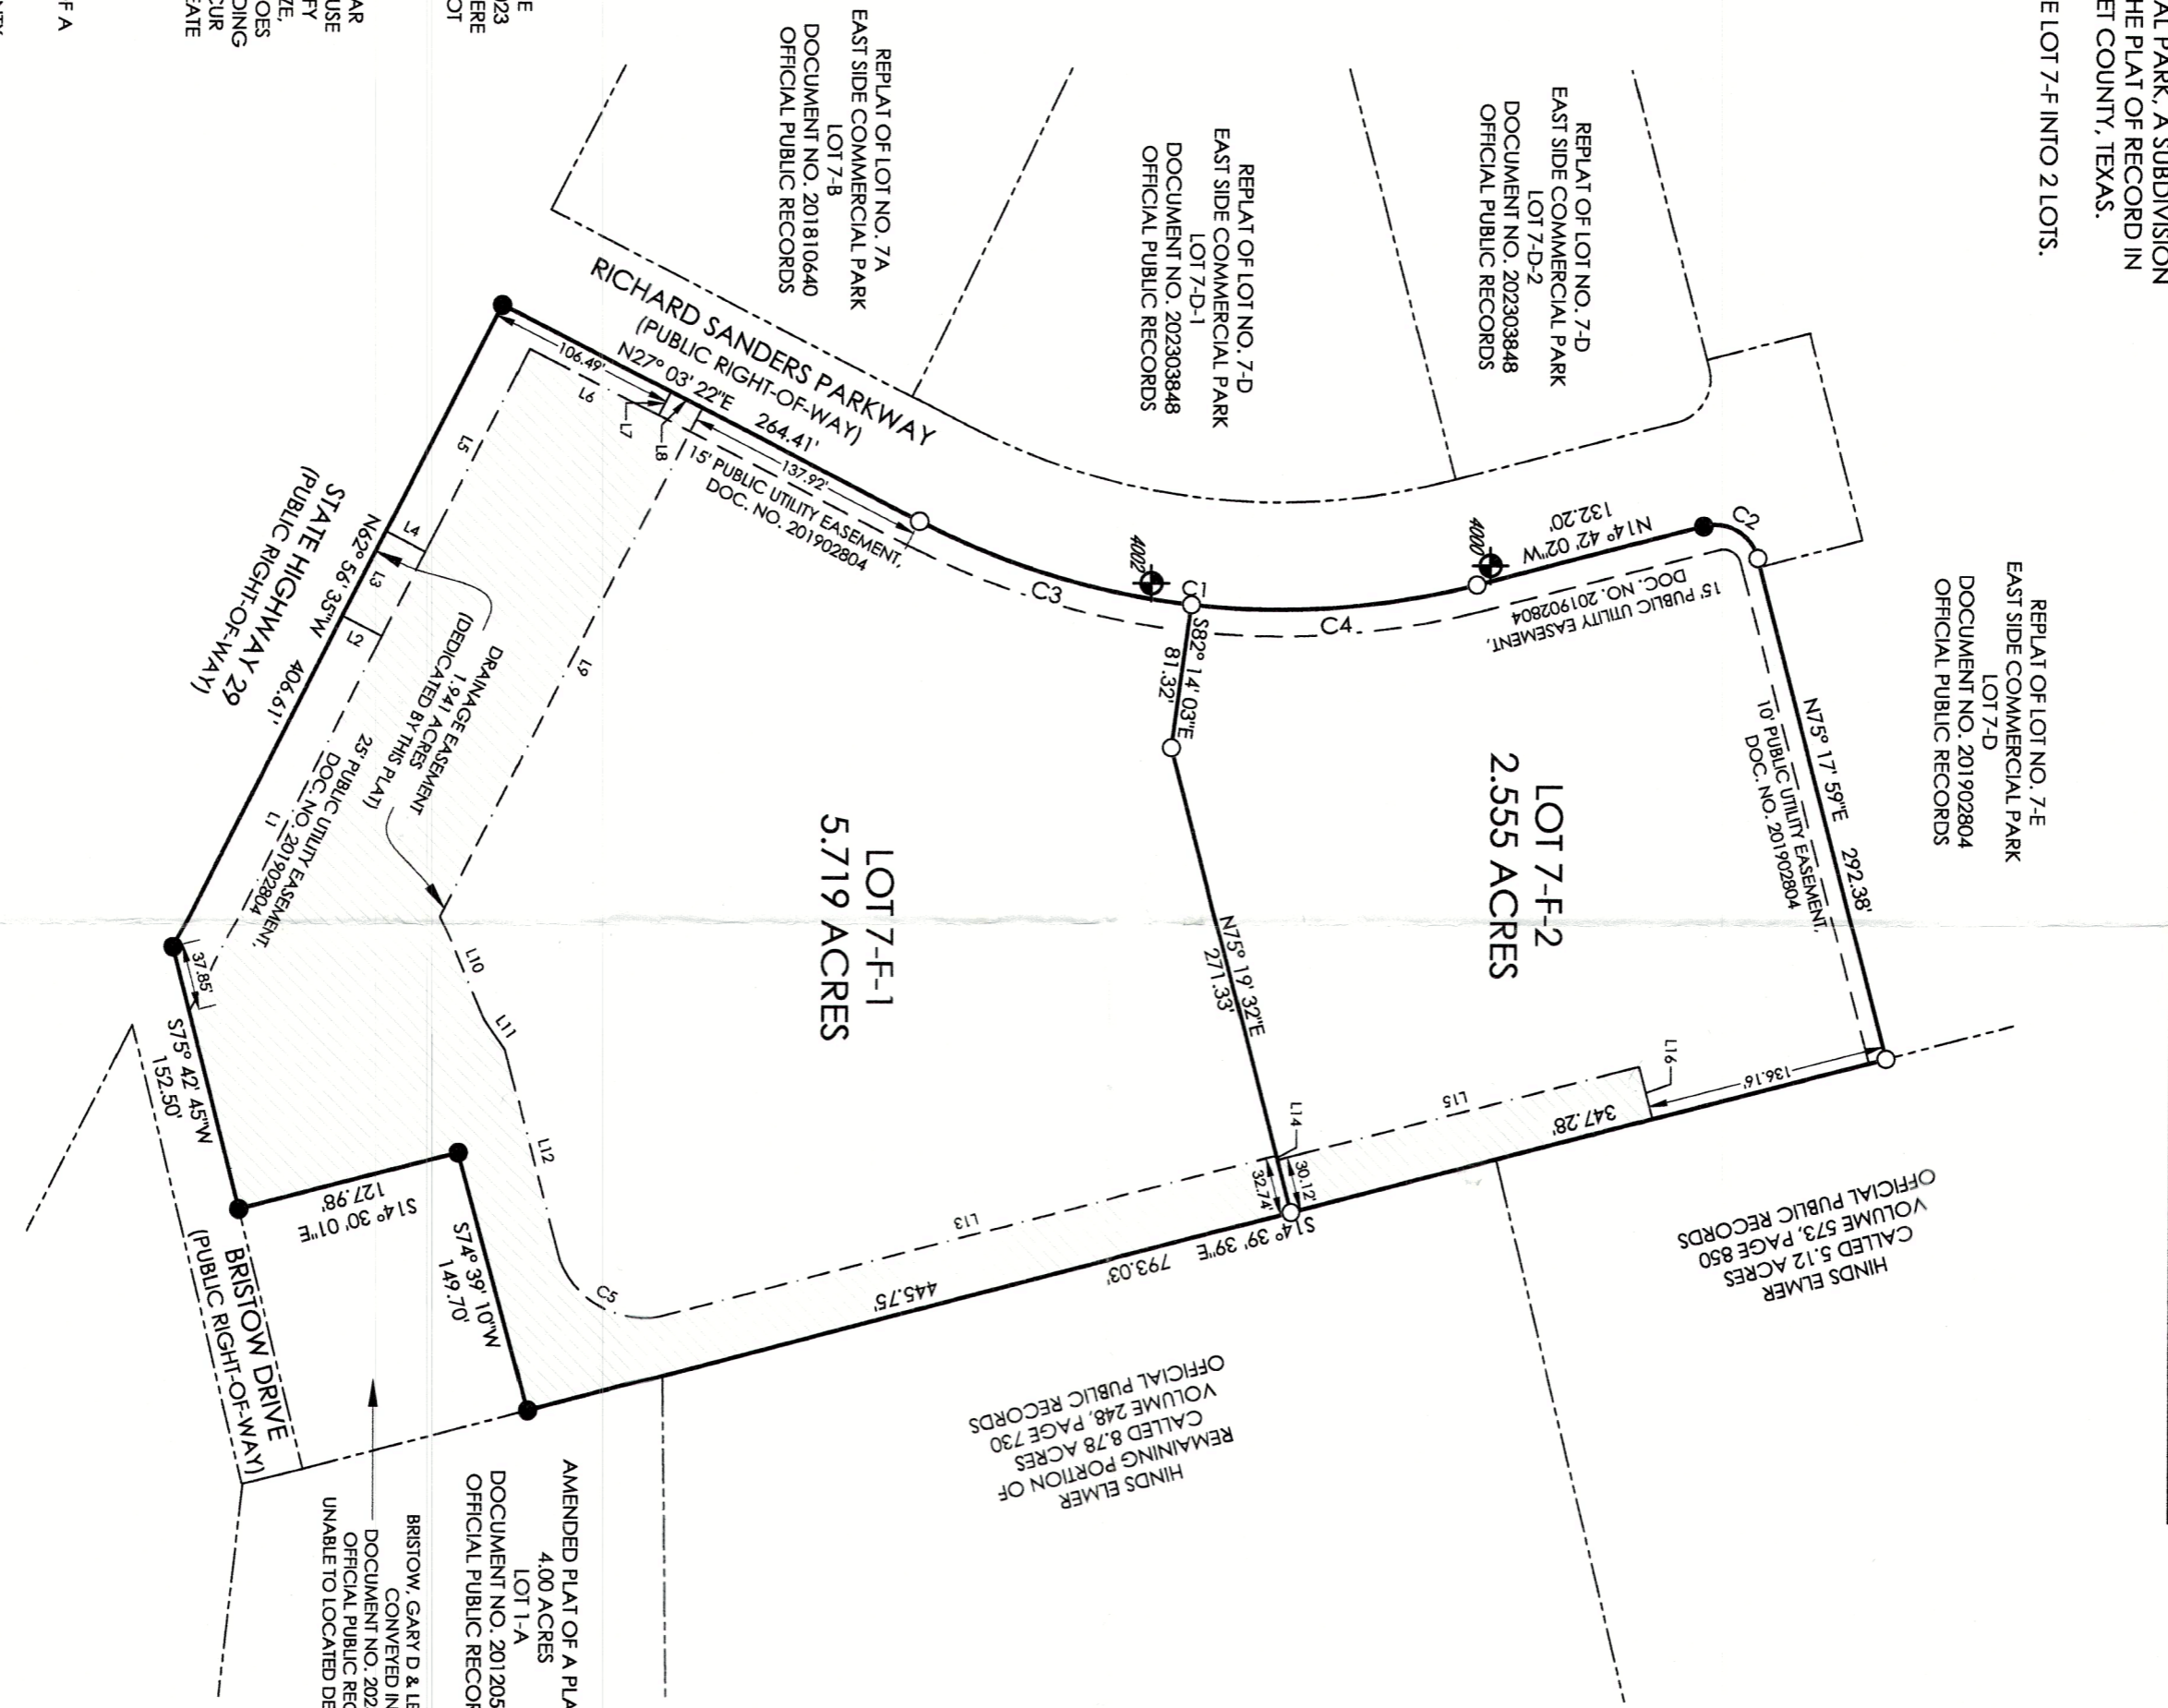 AL PARK, A SUBDIVISION
HE PLAT OF RECORD IN
ET COUNTY, TEXAS.
E LOT 7-F INTO 2 LOTS.
REPLAT OF LOT NO. 7-E
EAST SIDE COMMERCIAL PARK
LOT 7-D
DOCUMENT NO. 201902804
OFFICIAL PUBLIC RECORDS
REPLAT OF LOT NO. 7-D
EAST SIDE COMMERCIAL PARK
LOT 7-D-2
DOCUMENT NO. 202303848
OFFICIAL PUBLIC RECORDS
REPLAT OF LOT NO. 7-D
EAST SIDE COMMERCIAL PARK
LOT 7-D-1
DOCUMENT NO. 202303848
OFFICIAL PUBLIC RECORDS
REPLAT OF LOT NO. 7A
EAST SIDE COMMERCIAL PARK
LOT 7-B
DOCUMENT NO. 201810640
OFFICIAL PUBLIC RECORDS
E
023
ERE
OT
AR
USE
FY
ZE,
OES
DING
CUR
EATE
F A
RICHARD SANDERS PARKWAY
(PUBLIC RIGHT-OF-WAY)
N27° 03' 22"E 264.41'
106.49'
137.92'
L6
L7
L8
15' PUBLIC UTILITY EASEMENT,
DOC. NO. 201902804
4002
C1
C3
C4
4000
N14° 42' 02"W
132.20'
C2
15' PUBLIC UTILITY EASEMENT,
DOC. NO. 201902804
N75° 17' 59"E 292.38'
10' PUBLIC UTILITY EASEMENT,
DOC. NO. 201902804
S82° 14' 03"E
81.32'
LOT 7-F-2
2.555 ACRES
N75° 19' 32"E
271.33'
LOT 7-F-1
5.719 ACRES
L16
136.16'
L15
347.28'
L14
30.12'
32.74'
S14° 39' 39"E 793.03'
L13
445.75'
C5
L12
L11
L10
L9
L5
L4
L3
L2
L1
STATE HIGHWAY 29
(PUBLIC RIGHT-OF-WAY)
N62° 56' 35"W 406.61'
DRAINAGE EASEMENT
1.941 ACRES
(DEDICATED BY THIS PLAT)
25' PUBLIC UTILITY EASEMENT,
DOC. NO. 201902804
37.85'
S75° 42' 45"W
152.50'
S14° 30' 01"E
127.98'
S74° 39' 10"W
149.70'
BRISTOW DRIVE
(PUBLIC RIGHT-OF-WAY)
HINDS ELMER
CALLED 5.12 ACRES
VOLUME 573, PAGE 850
OFFICIAL PUBLIC RECORDS
HINDS ELMER
REMAINING PORTION OF
CALLED 8.78 ACRES
VOLUME 248, PAGE 730
OFFICIAL PUBLIC RECORDS
AMENDED PLAT OF A PLA
4.00 ACRES
LOT 1-A
DOCUMENT NO. 201205
OFFICIAL PUBLIC RECOR
BRISTOW, GARY D & LE
CONVEYED IN
DOCUMENT NO. 202
OFFICIAL PUBLIC REC
UNABLE TO LOCATED DE